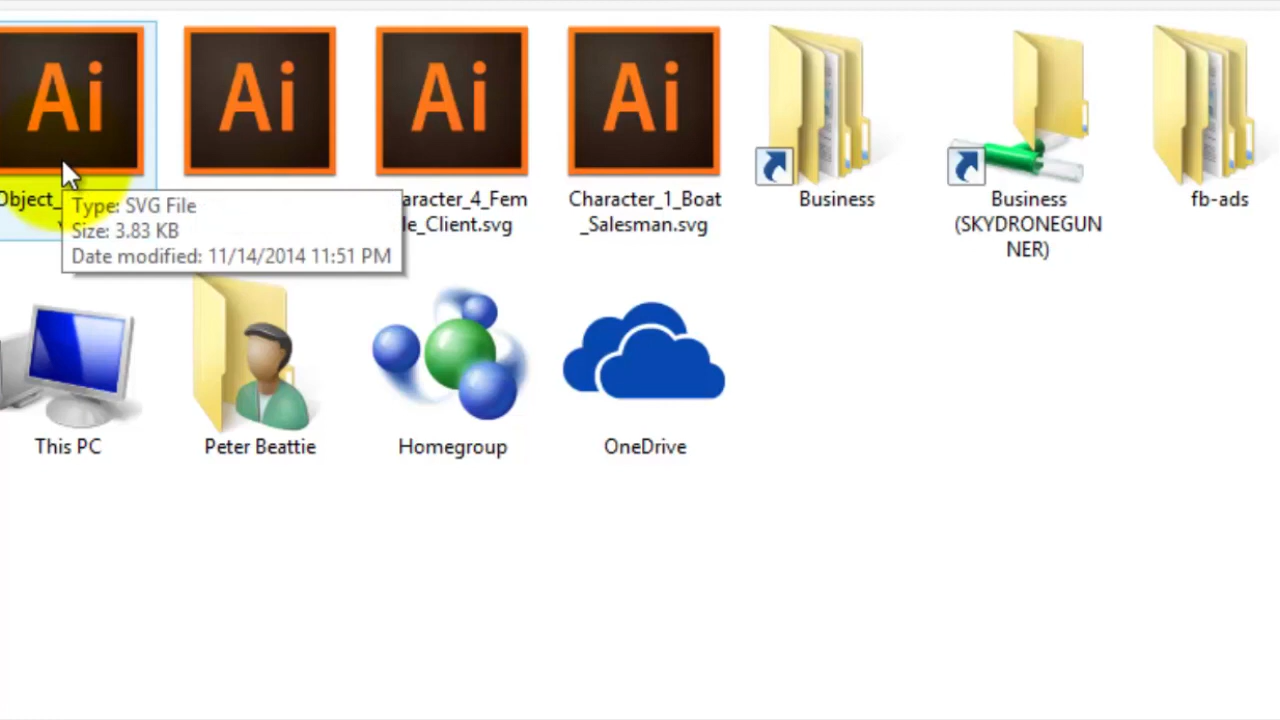 Ai
Ai
Ai
Ai
Object_
aracter_4_Fem
le_Client.svg
Character_1_Boat
_Salesman.svg
Business
Business
(SKYDRONEGUN
NER)
fb-ads
Type: SVG File
Size: 3.83 KB
Date modified: 11/14/2014 11:51 PM
This PC
Peter Beattie
Homegroup
OneDrive